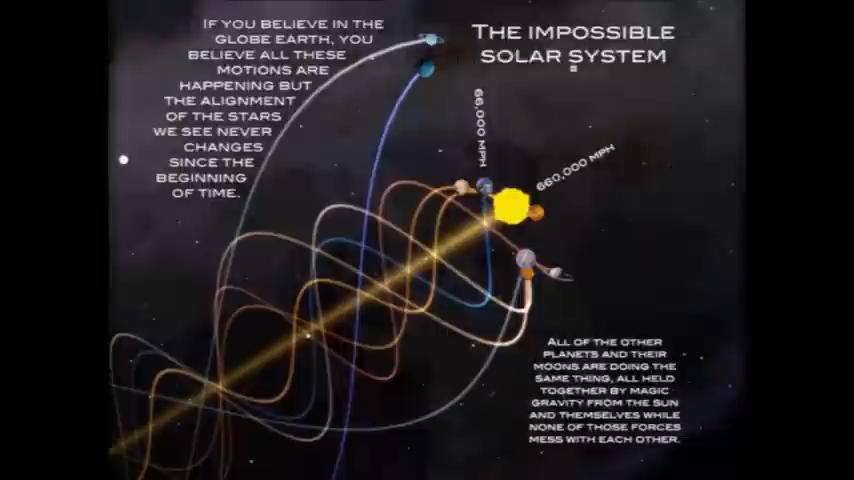 IF YOU BELIEVE IN THE
GLOBE EARTH, YOU
BELIEVE ALL THESE
MOTIONS ARE
HAPPENING BUT
THE ALIGNMENT
OF THE STARS
WE SEE NEVER
CHANGES
SINCE THE
BEGINNING
OF TIME.
THE IMPOSSIBLE
SOLAR SYSTEM
66,000 MPH
660,000 MPH
ALL OF THE OTHER
PLANETS AND THEIR
MOONS ARE DOING THE
SAME THING, ALL HELD
TOGETHER BY MAGIC
GRAVITY FROM THE SUN
AND THEMSELVES WHILE
NONE OF THOSE FORCES
MESS WITH EACH OTHER.